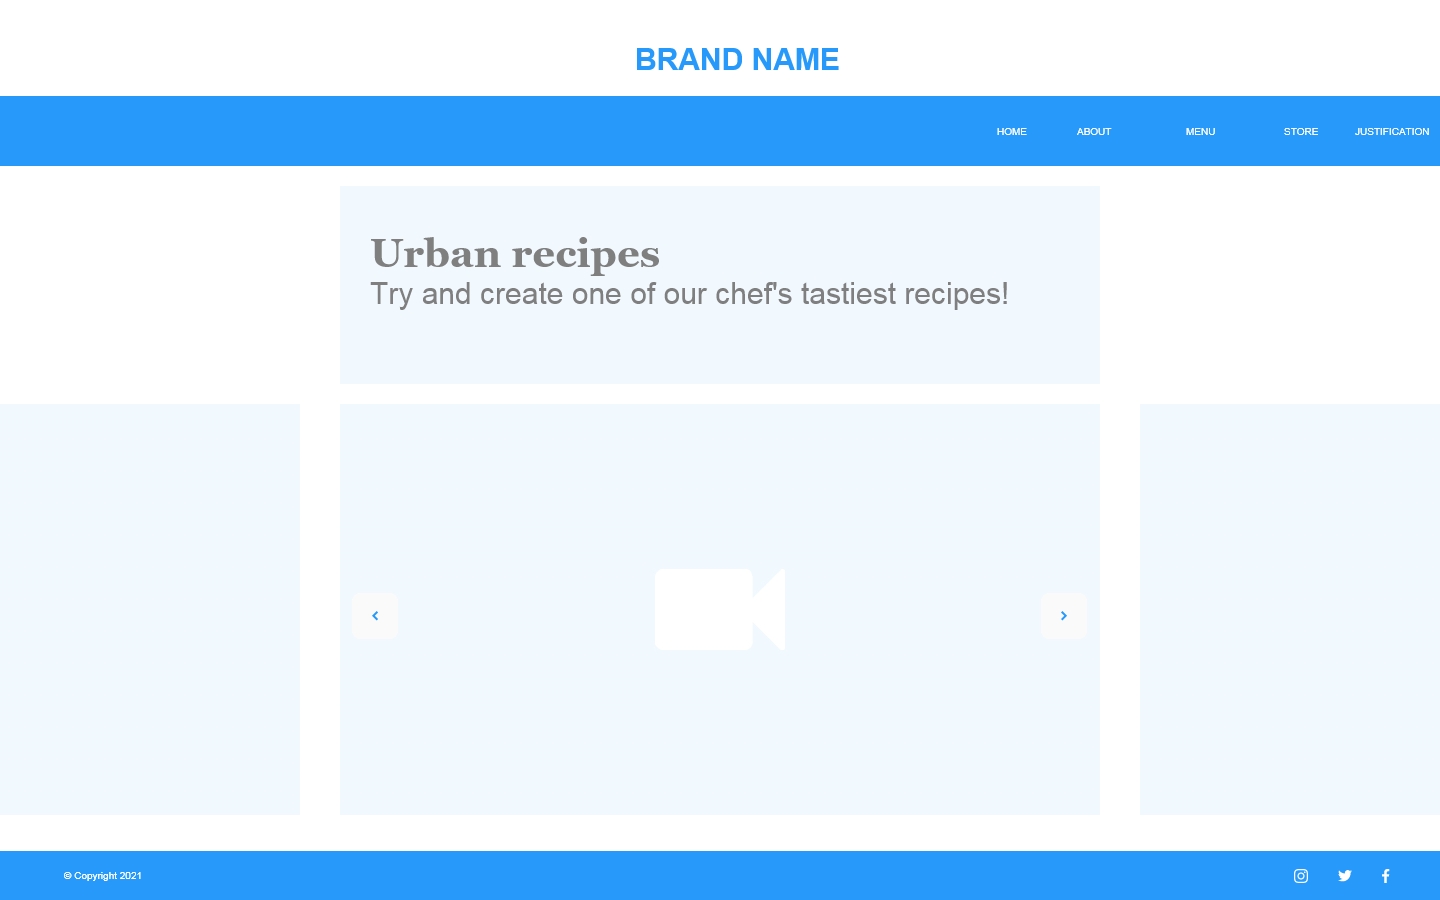 BRAND NAME
HOME ABOUT MENU STORE JUSTIFICATION
Urban recipes
Try and create one of our chef's tastiest recipes!
© Copyright 2021